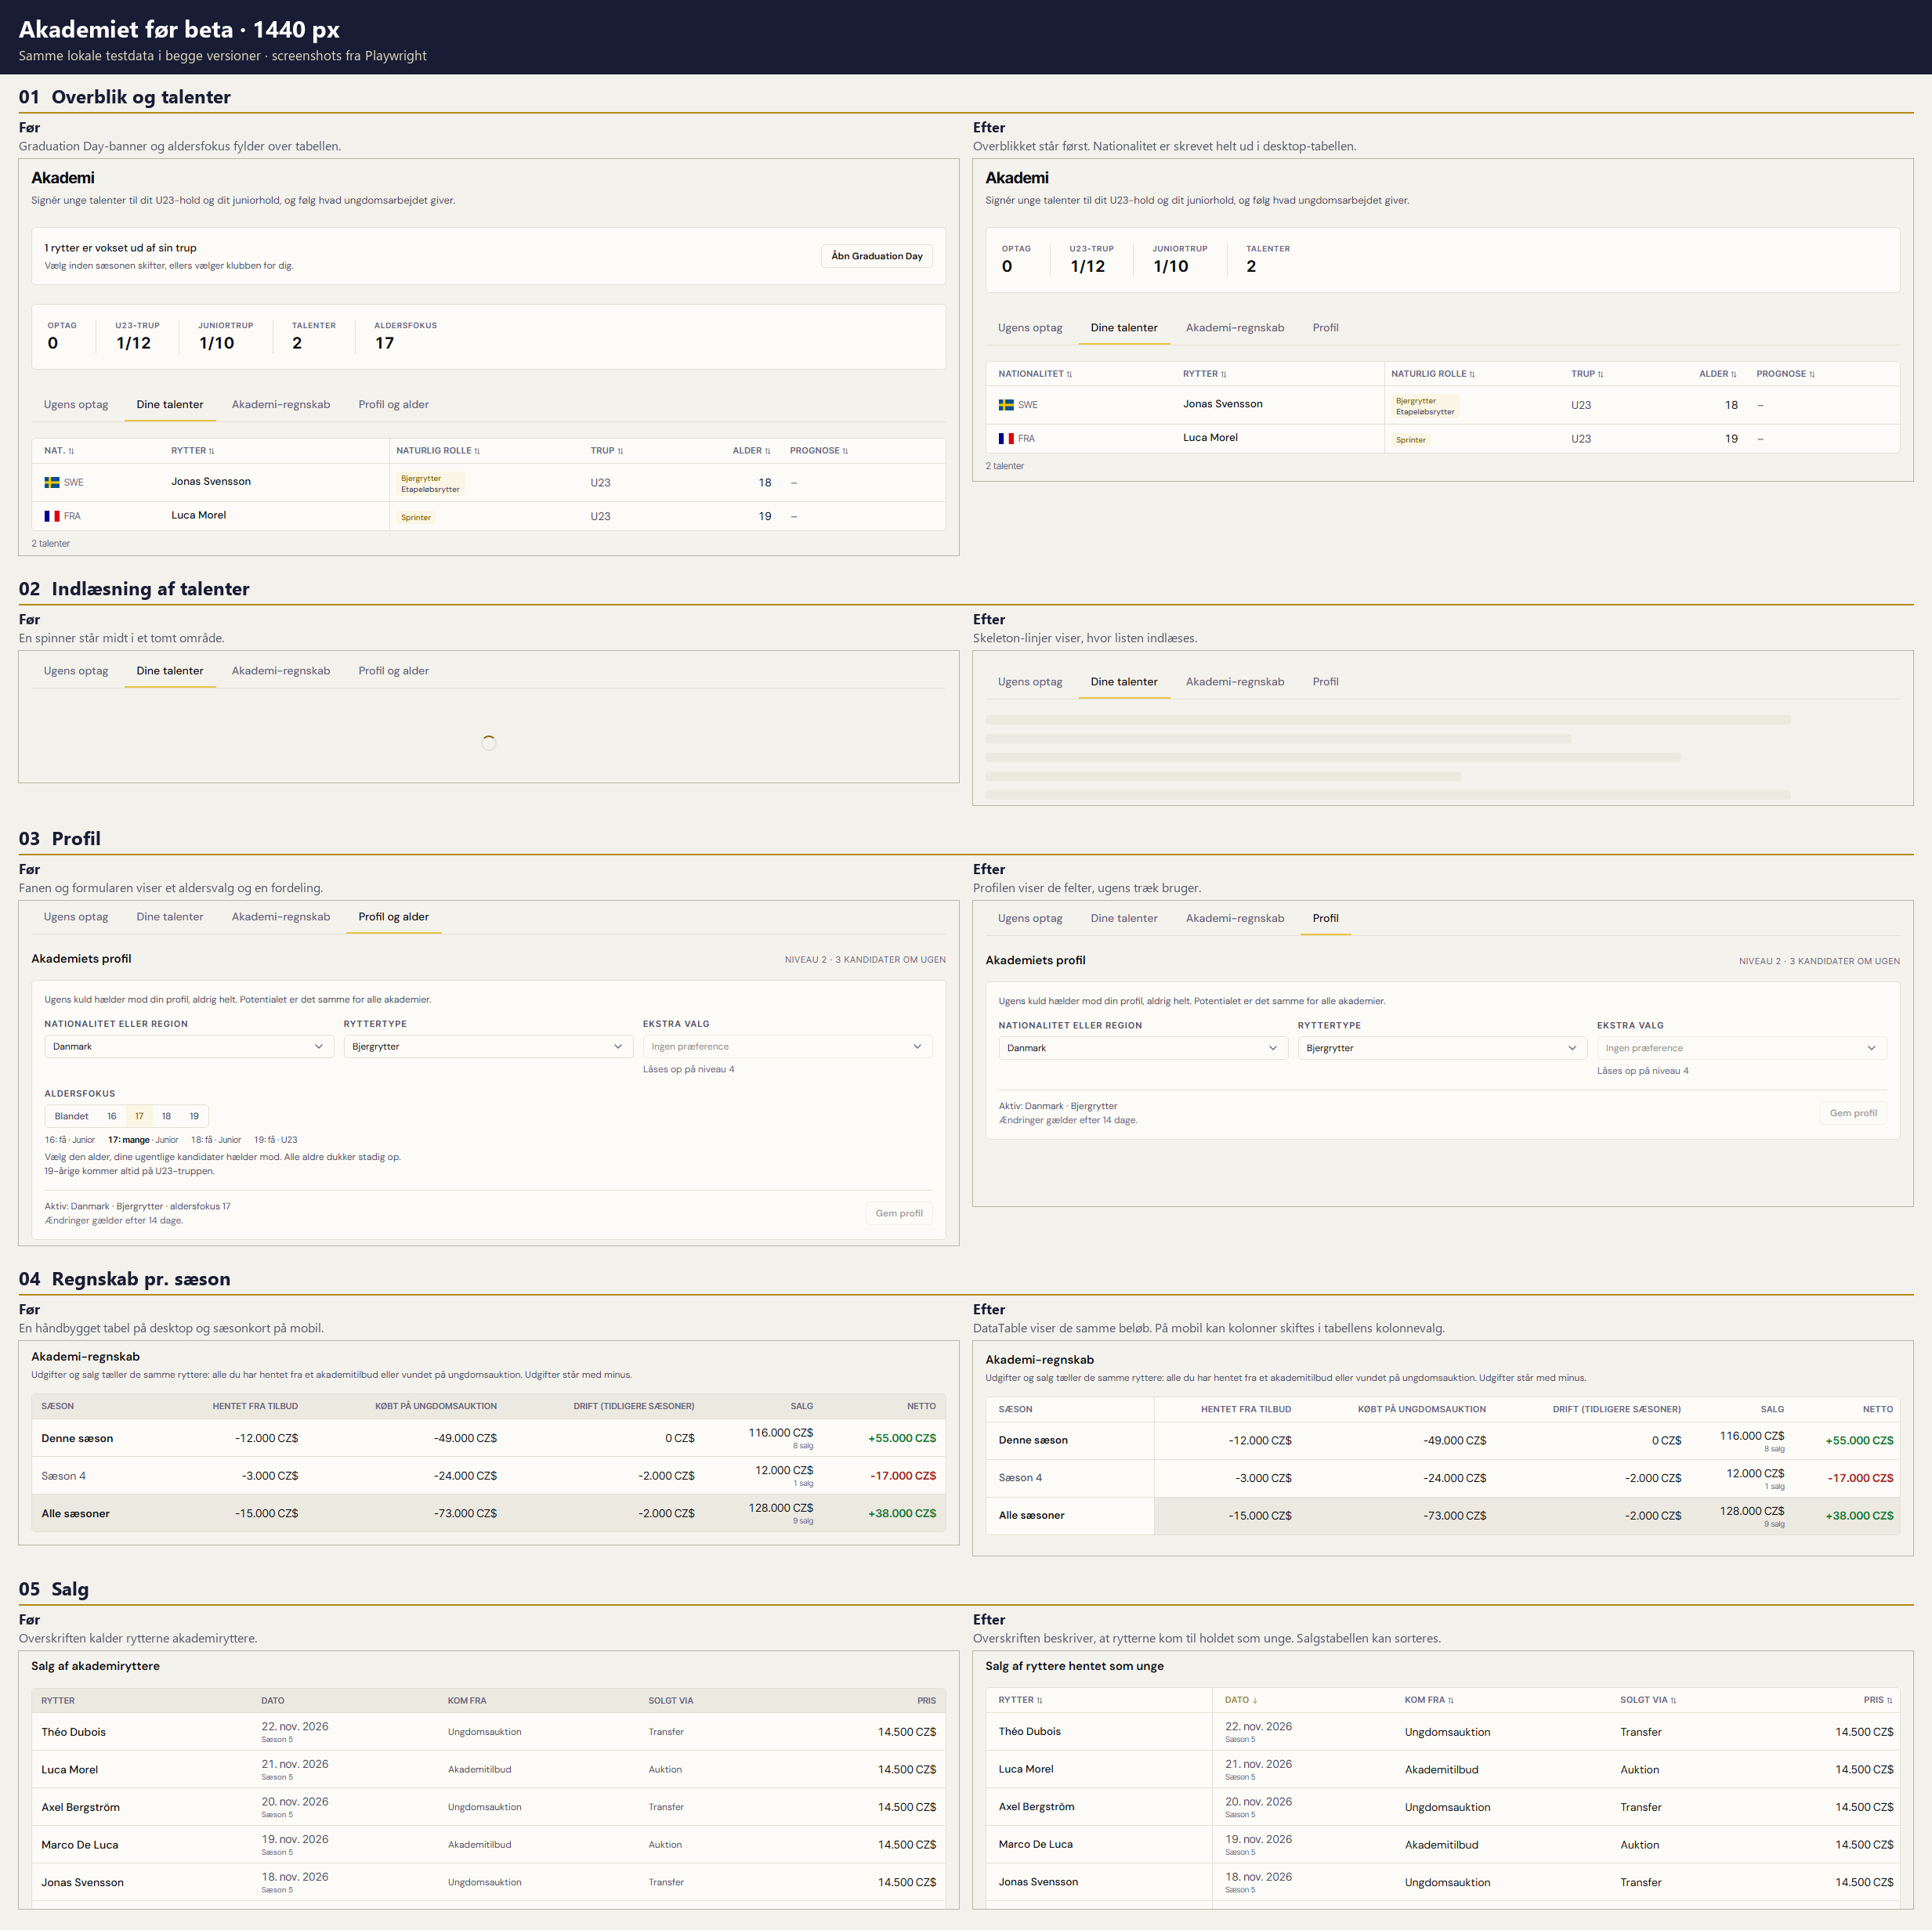 Akademiet før beta · 1440 px
Samme lokale testdata i begge versioner · screenshots fra Playwright
01 Overblik og talenter
Før
Graduation Day-banner og aldersfokus fylder over tabellen.
Akademi
Signér unge talenter til dit U23-hold og dit juniorhold, og følg hvad ungdomsarbejdet giver.
1 rytter er vokset ud af sin trup
Vælg inden sæsonen skifter, ellers vælger klubben for dig.
Åbn Graduation Day
OPTAG U23-TRUP JUNIORTRUP TALENTER ALDERSFOKUS
0 1/12 1/10 2 17
Ugens optag Dine talenter Akademi-regnskab Profil og alder
NAT. RYTTER NATURLIG ROLLE TRUP ALDER PROGNOSE
SWE Jonas Svensson Bjergrytter Etapeløbsrytter U23 18 –
FRA Luca Morel Sprinter U23 19 –
2 talenter
Efter
Overblikket står først. Nationalitet er skrevet helt ud i desktop-tabellen.
Akademi
Signér unge talenter til dit U23-hold og dit juniorhold, og følg hvad ungdomsarbejdet giver.
OPTAG U23-TRUP JUNIORTRUP TALENTER
0 1/12 1/10 2
Ugens optag Dine talenter Akademi-regnskab Profil
NATIONALITET RYTTER NATURLIG ROLLE TRUP ALDER PROGNOSE
SWE Jonas Svensson Bjergrytter Etapeløbsrytter U23 18 –
FRA Luca Morel Sprinter U23 19 –
2 talenter
02 Indlæsning af talenter
Før
En spinner står midt i et tomt område.
Ugens optag Dine talenter Akademi-regnskab Profil og alder
Efter
Skeleton-linjer viser, hvor listen indlæses.
Ugens optag Dine talenter Akademi-regnskab Profil
03 Profil
Før
Fanen og formularen viser et aldersvalg og en fordeling.
Ugens optag Dine talenter Akademi-regnskab Profil og alder
Akademiets profil NIVEAU 2 · 3 KANDIDATER OM UGEN
Ugens kuld hælder mod din profil, aldrig helt. Potentialet er det samme for alle akademier.
NATIONALITET ELLER REGION RYTTERTYPE EKSTRA VALG
Danmark Bjergrytter Ingen præference
Låses op på niveau 4
ALDERSFOKUS
Blandet 16 17 18 19
16: få · Junior 17: mange · Junior 18: få · Junior 19: få · U23
Vælg den alder, dine ugentlige kandidater hælder mod. Alle aldre dukker stadig op.
19-årige kommer altid på U23-truppen.
Aktiv: Danmark · Bjergrytter · aldersfokus 17
Ændringer gælder efter 14 dage.
Gem profil
Efter
Profilen viser de felter, ugens træk bruger.
Ugens optag Dine talenter Akademi-regnskab Profil
Akademiets profil NIVEAU 2 · 3 KANDIDATER OM UGEN
Ugens kuld hælder mod din profil, aldrig helt. Potentialet er det samme for alle akademier.
NATIONALITET ELLER REGION RYTTERTYPE EKSTRA VALG
Danmark Bjergrytter Ingen præference
Låses op på niveau 4
Aktiv: Danmark · Bjergrytter
Ændringer gælder efter 14 dage.
Gem profil
04 Regnskab pr. sæson
Før
En håndbygget tabel på desktop og sæsonkort på mobil.
Akademi-regnskab
Udgifter og salg tæller de samme ryttere: alle du har hentet fra et akademitilbud eller vundet på ungdomsauktion. Udgifter står med minus.
SÆSON HENTET FRA TILBUD KØBT PÅ UNGDOMSAUKTION DRIFT (TIDLIGERE SÆSONER) SALG NETTO
Denne sæson -12.000 CZ$ -49.000 CZ$ 0 CZ$ 116.000 CZ$ +55.000 CZ$
8 salg
Sæson 4 -3.000 CZ$ -24.000 CZ$ -2.000 CZ$ 12.000 CZ$ -17.000 CZ$
1 salg
Alle sæsoner -15.000 CZ$ -73.000 CZ$ -2.000 CZ$ 128.000 CZ$ +38.000 CZ$
9 salg
Efter
DataTable viser de samme beløb. På mobil kan kolonner skiftes i tabellens kolonnevalg.
Akademi-regnskab
Udgifter og salg tæller de samme ryttere: alle du har hentet fra et akademitilbud eller vundet på ungdomsauktion. Udgifter står med minus.
SÆSON HENTET FRA TILBUD KØBT PÅ UNGDOMSAUKTION DRIFT (TIDLIGERE SÆSONER) SALG NETTO
Denne sæson -12.000 CZ$ -49.000 CZ$ 0 CZ$ 116.000 CZ$ +55.000 CZ$
8 salg
Sæson 4 -3.000 CZ$ -24.000 CZ$ -2.000 CZ$ 12.000 CZ$ -17.000 CZ$
1 salg
Alle sæsoner -15.000 CZ$ -73.000 CZ$ -2.000 CZ$ 128.000 CZ$ +38.000 CZ$
9 salg
05 Salg
Før
Overskriften kalder rytterne akademiryttere.
Salg af akademiryttere
RYTTER DATO KOM FRA SOLGT VIA PRIS
Théo Dubois 22. nov. 2026 Ungdomsauktion Transfer 14.500 CZ$
Sæson 5
Luca Morel 21. nov. 2026 Akademitilbud Auktion 14.500 CZ$
Sæson 5
Axel Bergström 20. nov. 2026 Ungdomsauktion Transfer 14.500 CZ$
Sæson 5
Marco De Luca 19. nov. 2026 Akademitilbud Auktion 14.500 CZ$
Sæson 5
Jonas Svensson 18. nov. 2026 Ungdomsauktion Transfer 14.500 CZ$
Sæson 5
Efter
Overskriften beskriver, at rytterne kom til holdet som unge. Salgstabellen kan sorteres.
Salg af ryttere hentet som unge
RYTTER DATO ↓ KOM FRA SOLGT VIA PRIS
Théo Dubois 22. nov. 2026 Ungdomsauktion Transfer 14.500 CZ$
Sæson 5
Luca Morel 21. nov. 2026 Akademitilbud Auktion 14.500 CZ$
Sæson 5
Axel Bergström 20. nov. 2026 Ungdomsauktion Transfer 14.500 CZ$
Sæson 5
Marco De Luca 19. nov. 2026 Akademitilbud Auktion 14.500 CZ$
Sæson 5
Jonas Svensson 18. nov. 2026 Ungdomsauktion Transfer 14.500 CZ$
Sæson 5